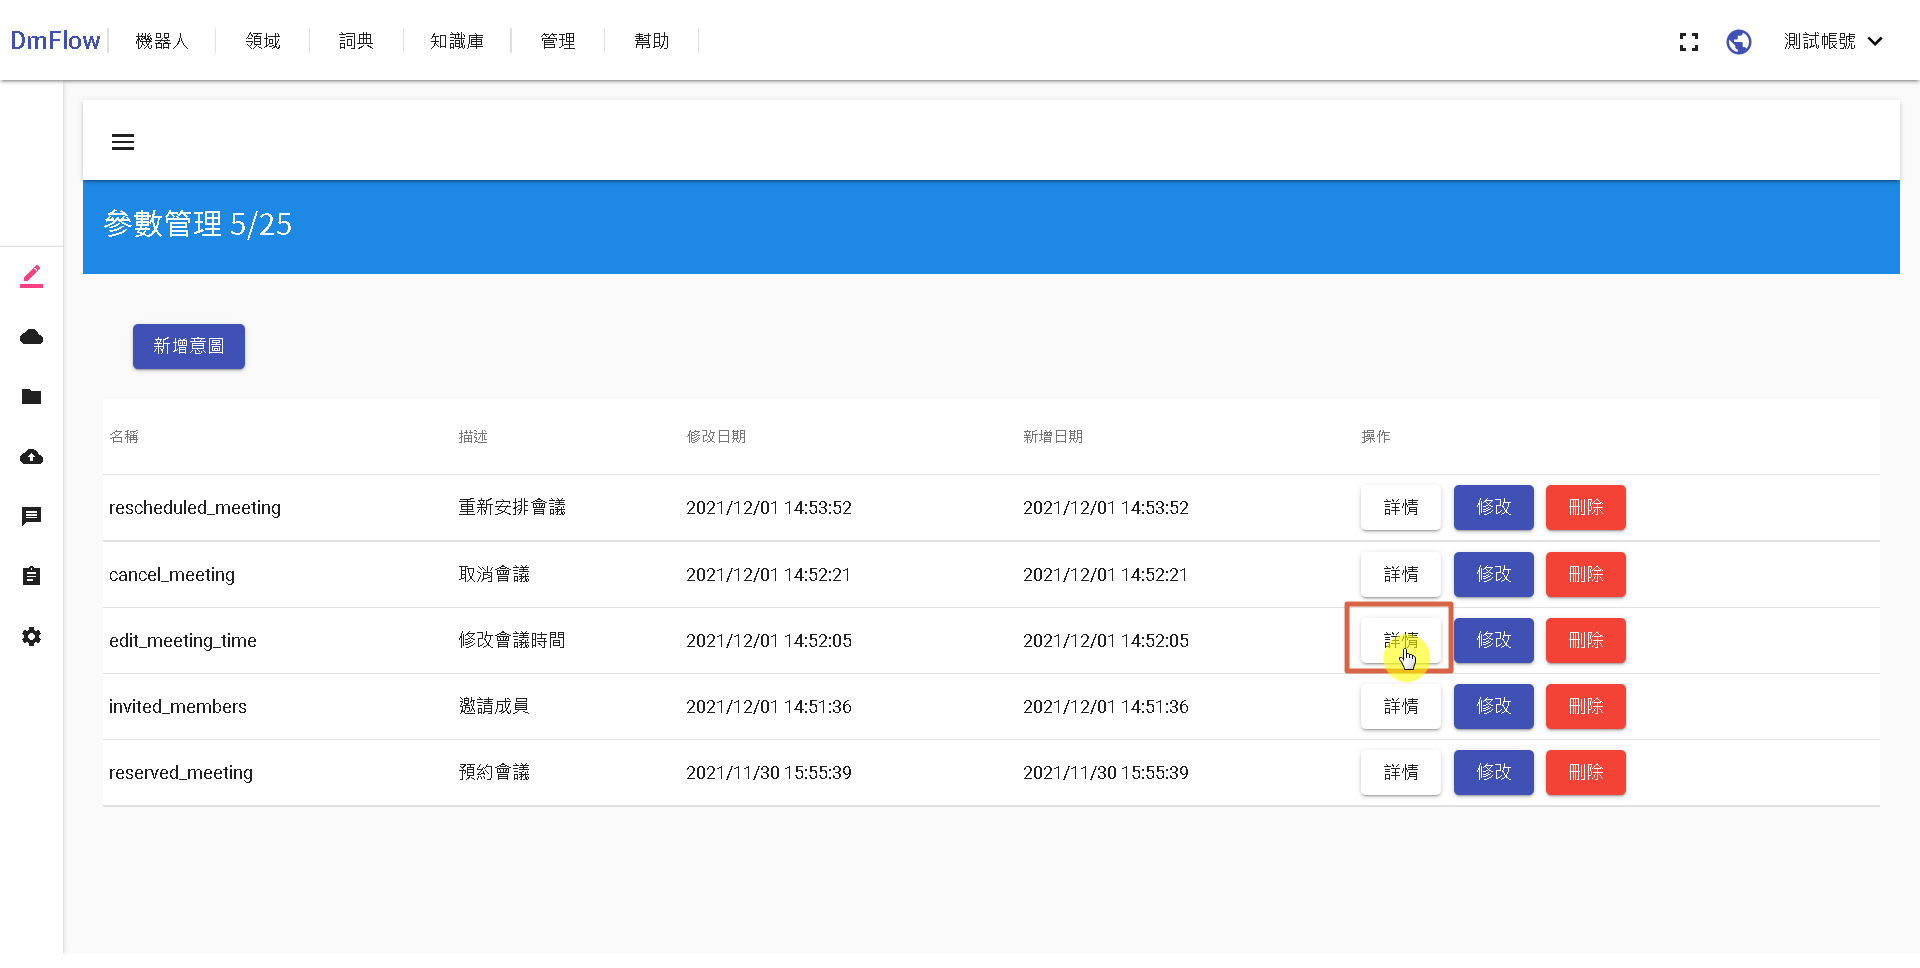 DmFlow 機器人 領域 詞典 知識庫 管理 幫助 測試帳號
參數管理 5/25
新增意圖
名稱 描述 修改日期 新增日期 操作
rescheduled_meeting 重新安排會議 2021/12/01 14:53:52 2021/12/01 14:53:52 詳情 修改 刪除
cancel_meeting 取消會議 2021/12/01 14:52:21 2021/12/01 14:52:21 詳情 修改 刪除
edit_meeting_time 修改會議時間 2021/12/01 14:52:05 2021/12/01 14:52:05 詳情 修改 刪除
invited_members 邀請成員 2021/12/01 14:51:36 2021/12/01 14:51:36 詳情 修改 刪除
reserved_meeting 預約會議 2021/11/30 15:55:39 2021/11/30 15:55:39 詳情 修改 刪除